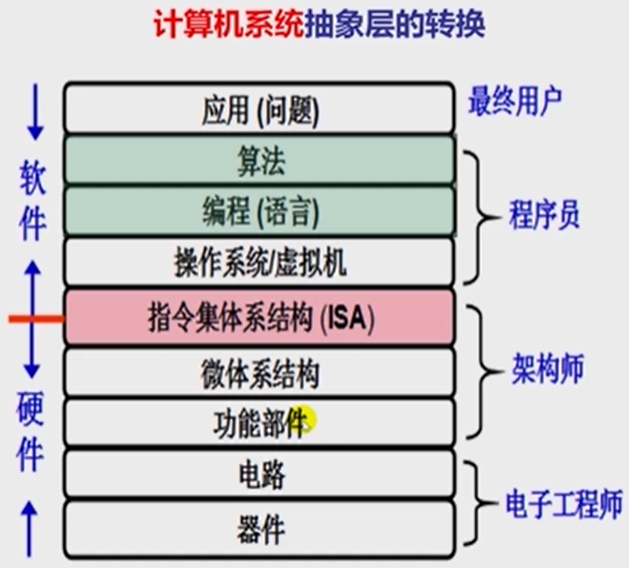 计算机系统抽象层的转换
应用 (问题)
最终用户
算法
编程 (语言)
操作系统/虚拟机
程序员
软件
指令集体系结构 (ISA)
微体系结构
功能部件
架构师
硬件
电路
器件
电子工程师